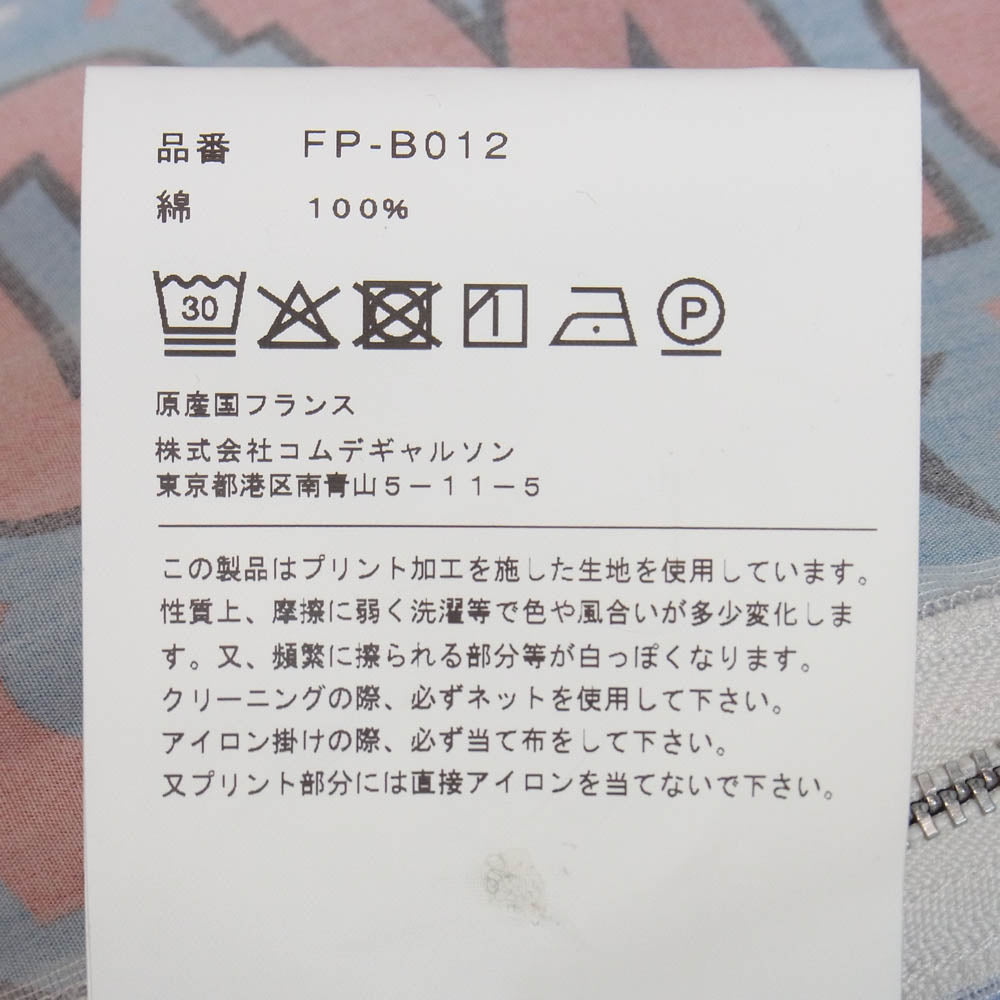 品番 FP-B012
綿 100%
30 P
原産国フランス
株式会社コムデギャルソン
東京都港区南青山5-11-5
この製品はプリント加工を施した生地を使用しています。
性質上、摩擦に弱く洗濯等で色や風合いが多少変化しま
す。又、頻繁に擦られる部分等が白っぽくなります。
クリーニングの際、必ずネットを使用して下さい。
アイロン掛けの際、必ず当て布をして下さい。
又プリント部分には直接アイロンを当てないで下さい。